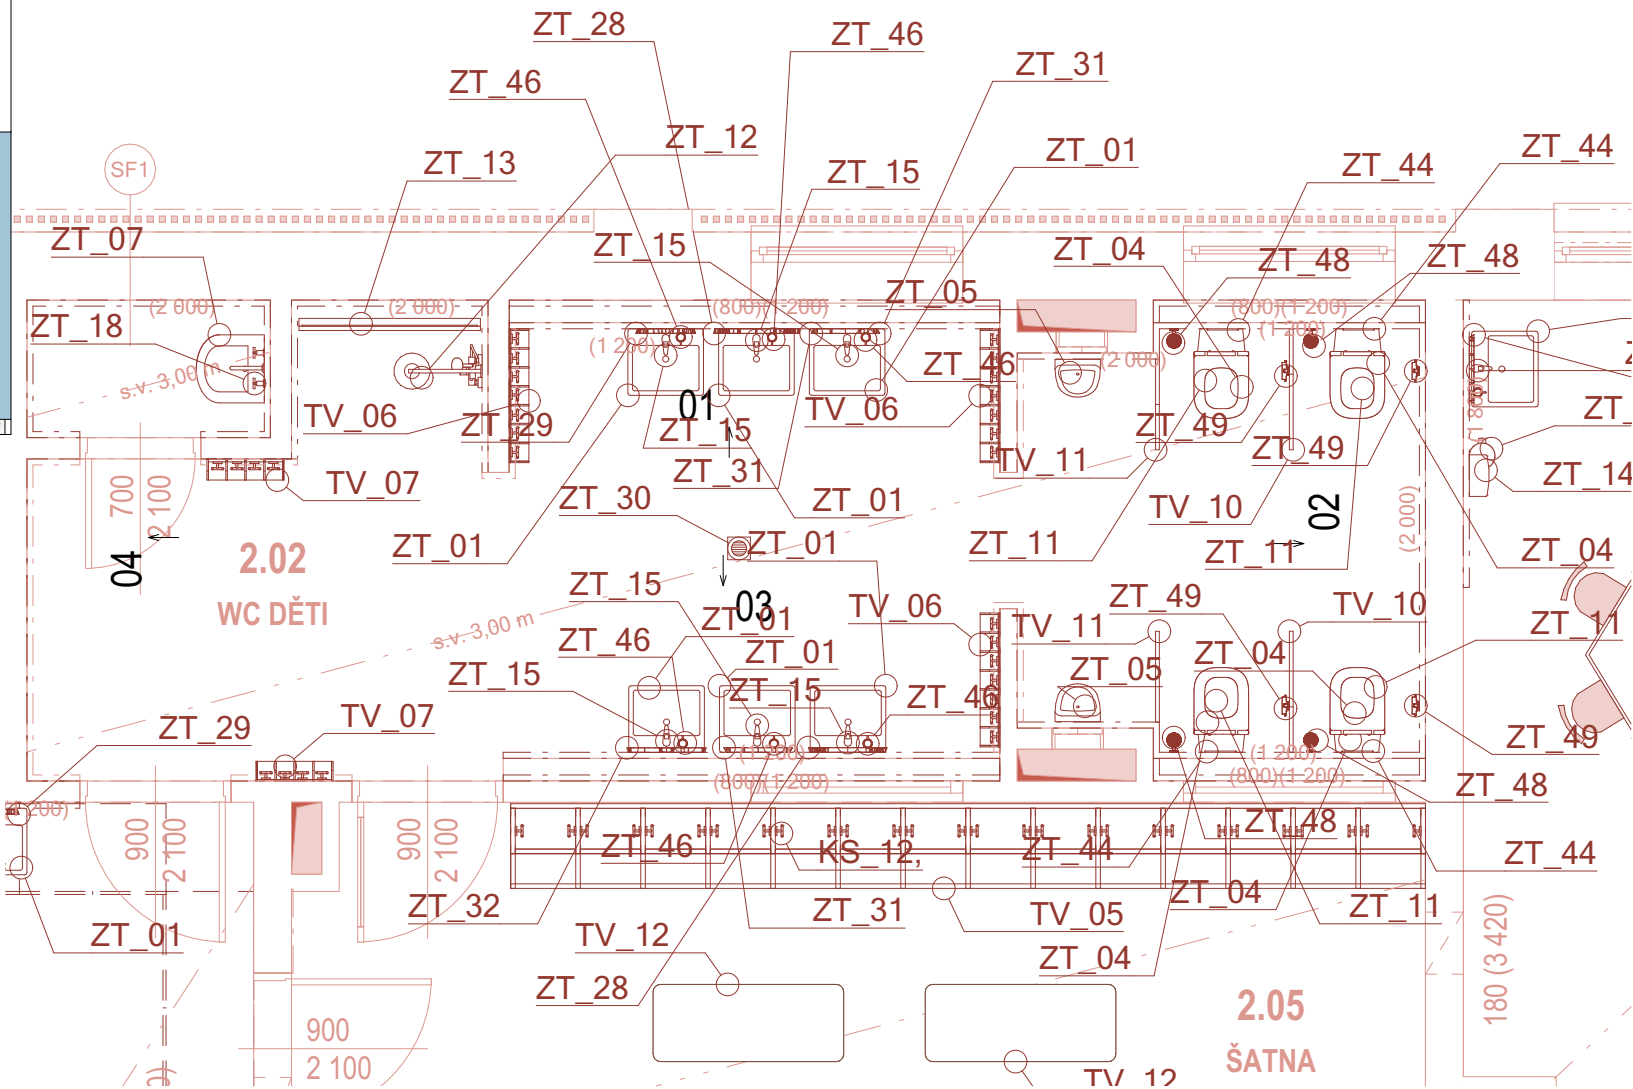 ZT_28
ZT_46
ZT_31
ZT_46
ZT_12
ZT_01
ZT_44
ZT_44
ZT_13
ZT_15
SF1
ZT_07
ZT_15
ZT_04
ZT_48
ZT_48
ZT_05
(2 000)
(2 000)
(800)(1 200)
(800)(1 200)
ZT_18
(1 200)
(1 200)
ZT_46
(2 000)
s.v. 3,00 m
TV_06
ZT_29
01
ZT_15
TV_06
ZT_49
ZT_49
(1 800)
ZT_31
TV_11
TV_07
ZT_30
ZT_01
TV_10
02
ZT_14
700
2 100
(2 000)
ZT_01
ZT_01
ZT_11
ZT_11
ZT_04
04
2.02
WC DĚTI
ZT_15
03
TV_06
ZT_49
TV_10
s.v. 3,00 m
ZT_46
ZT_01
TV_11
ZT_11
ZT_01
ZT_04
ZT_15
ZT_15
ZT_05
ZT_46
ZT_29
TV_07
ZT_49
(1 200)
(1 200)
(800)(1 200)
(800)(1 200)
ZT_48
900
2 100
900
2 100
ZT_46
KS_12,
ZT_44
ZT_48
ZT_44
ZT_32
ZT_31
TV_05
ZT_04
ZT_11
ZT_01
TV_12
ZT_04
180 (3 420)
ZT_28
2.05
ŠATNA
900
2 100
TV_12